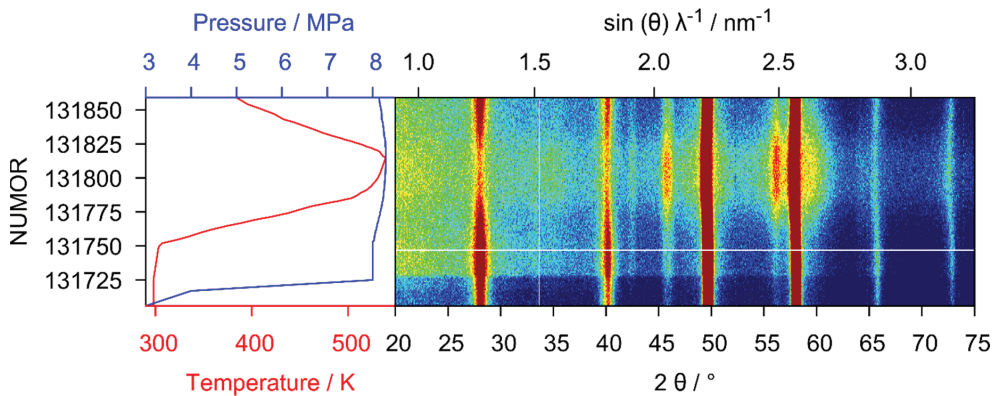 Pressure / MPa
sin (θ) λ⁻¹ / nm⁻¹
3 4 5 6 7 8
1.0 1.5 2.0 2.5 3.0
NUMOR
131850
131825
131800
131775
131750
131725
300 400 500
20 25 30 35 40 45 50 55 60 65 70 75
Temperature / K
2 θ / °